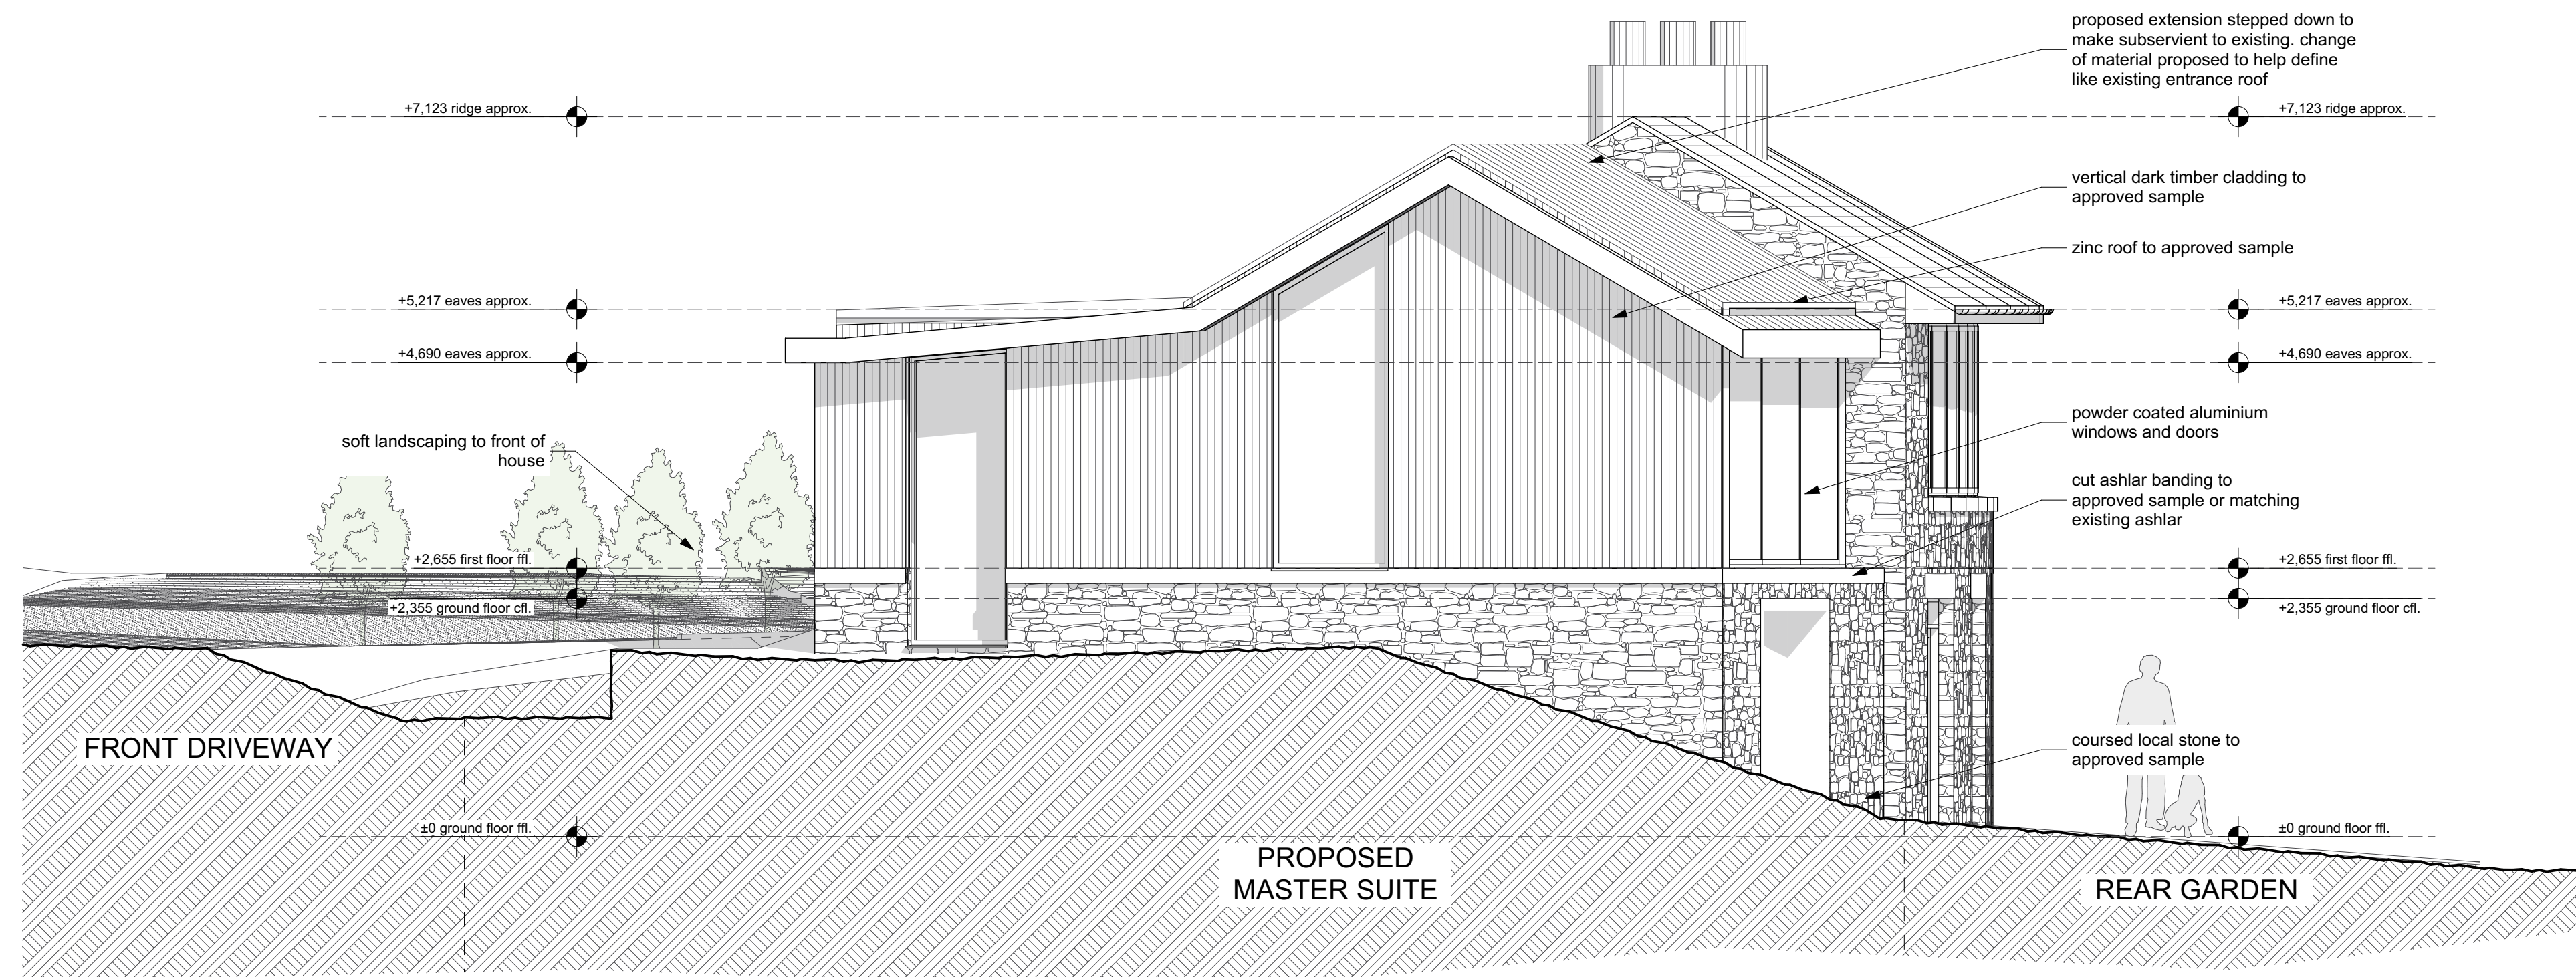 proposed extension stepped down to
make subservient to existing. change
of material proposed to help define
like existing entrance roof
+7,123 ridge approx.
+7,123 ridge approx.
vertical dark timber cladding to
approved sample
zinc roof to approved sample
+5,217 eaves approx.
+5,217 eaves approx.
+4,690 eaves approx.
+4,690 eaves approx.
soft landscaping to front of
house
powder coated aluminium
windows and doors
cut ashlar banding to
approved sample or matching
existing ashlar
+2,655 first floor ffl.
+2,655 first floor ffl.
+2,355 ground floor cfl.
+2,355 ground floor cfl.
FRONT DRIVEWAY
coursed local stone to
approved sample
±0 ground floor ffl.
±0 ground floor ffl.
PROPOSED
MASTER SUITE
REAR GARDEN